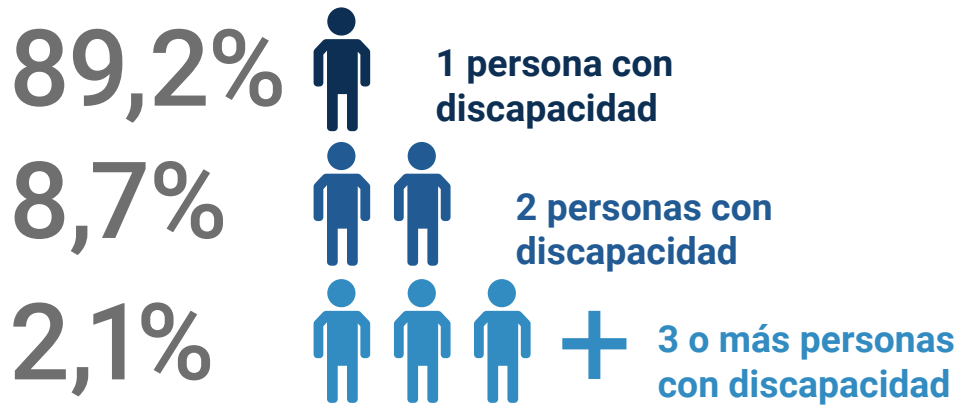 89,2%
1 persona con
discapacidad
8,7%
2 personas con
discapacidad
2,1%
+
3 o más personas
con discapacidad